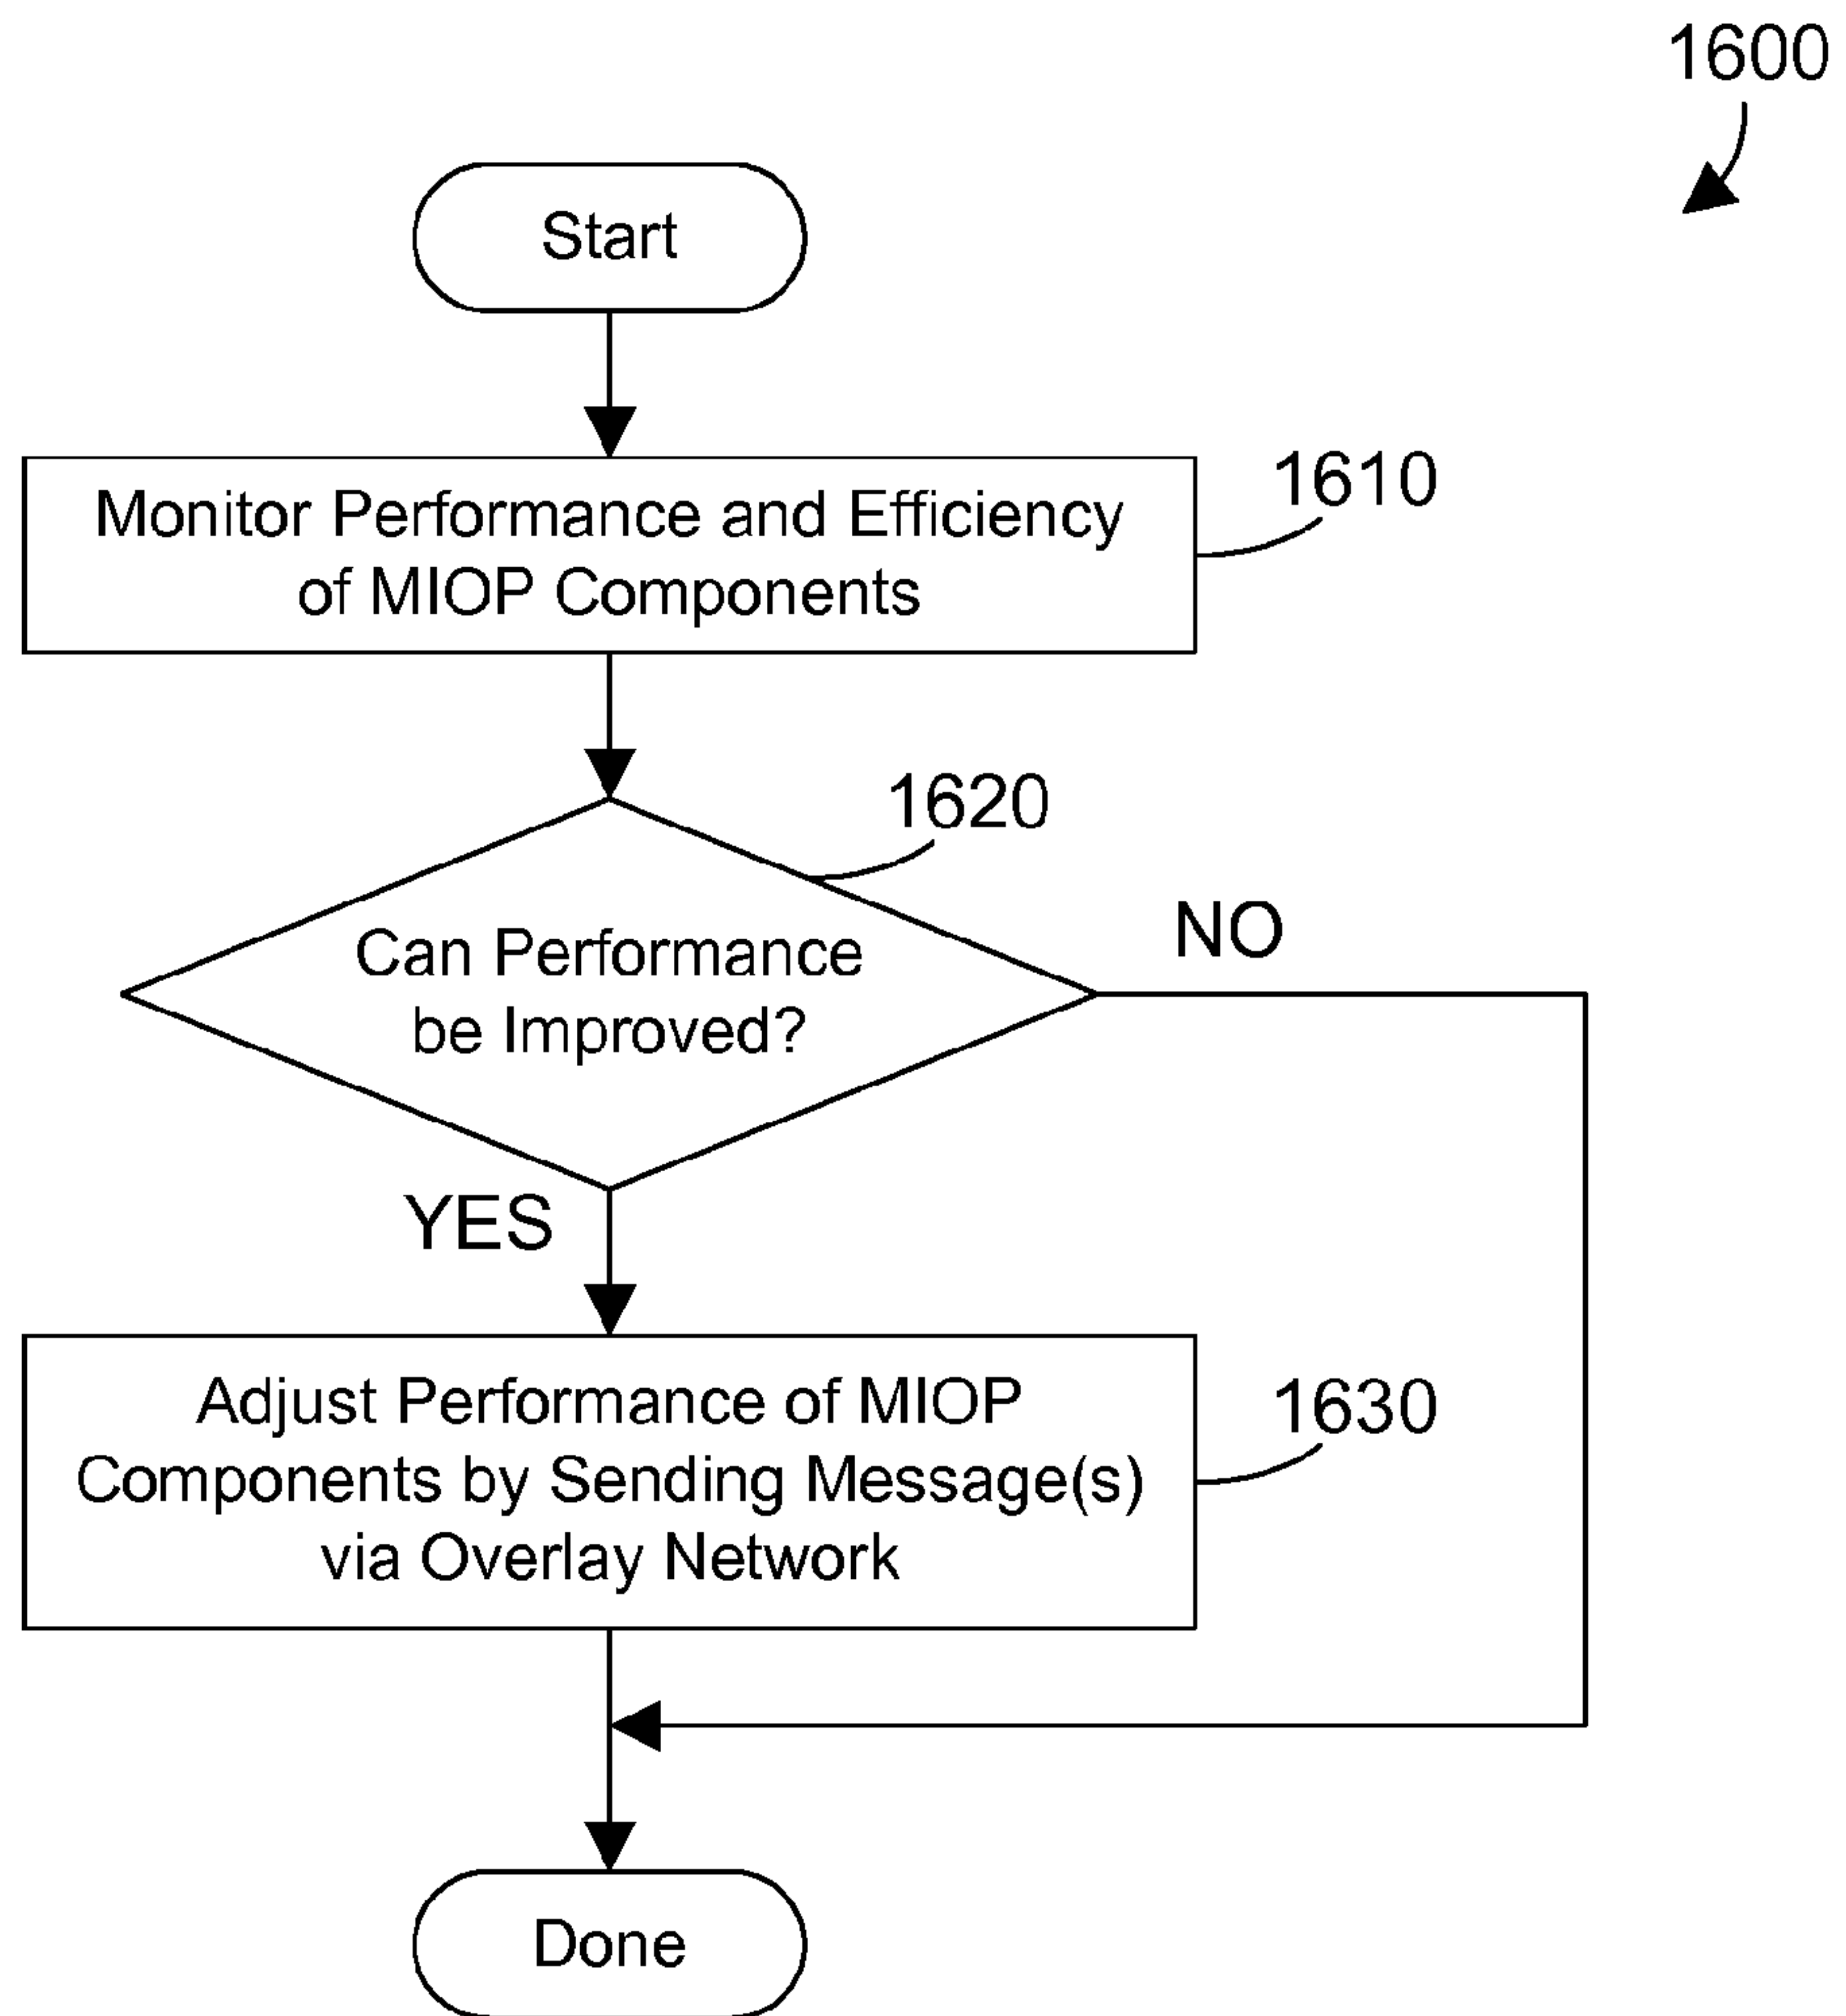 1600
Start
Monitor Performance and Efficiency
of MIOP Components
1610
1620
Can Performance
be Improved?
NO
YES
Adjust Performance of MIOP
Components by Sending Message(s)
via Overlay Network
1630
Done